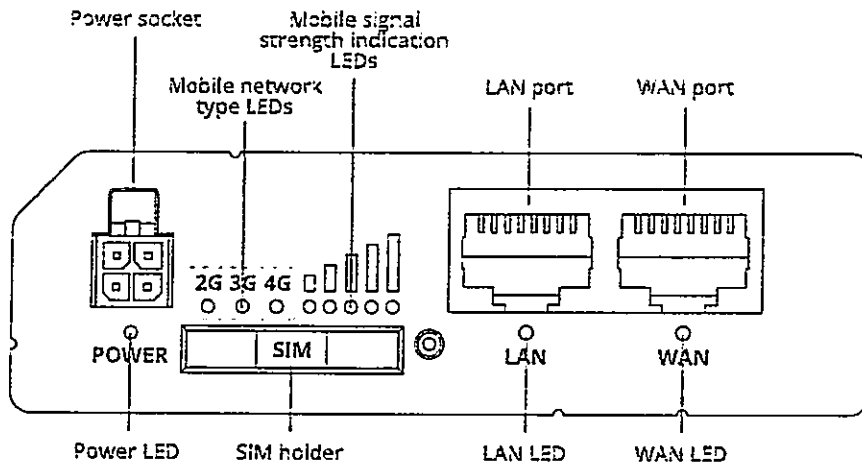 Power socket
Mobile signal
strength indication
LEDs
Mobile network
type LEDs
LAN port
WAN port
2G 3G 4G
POWER
SIM
LAN
WAN
Power LED
SIM holder
LAN LED
WAN LED